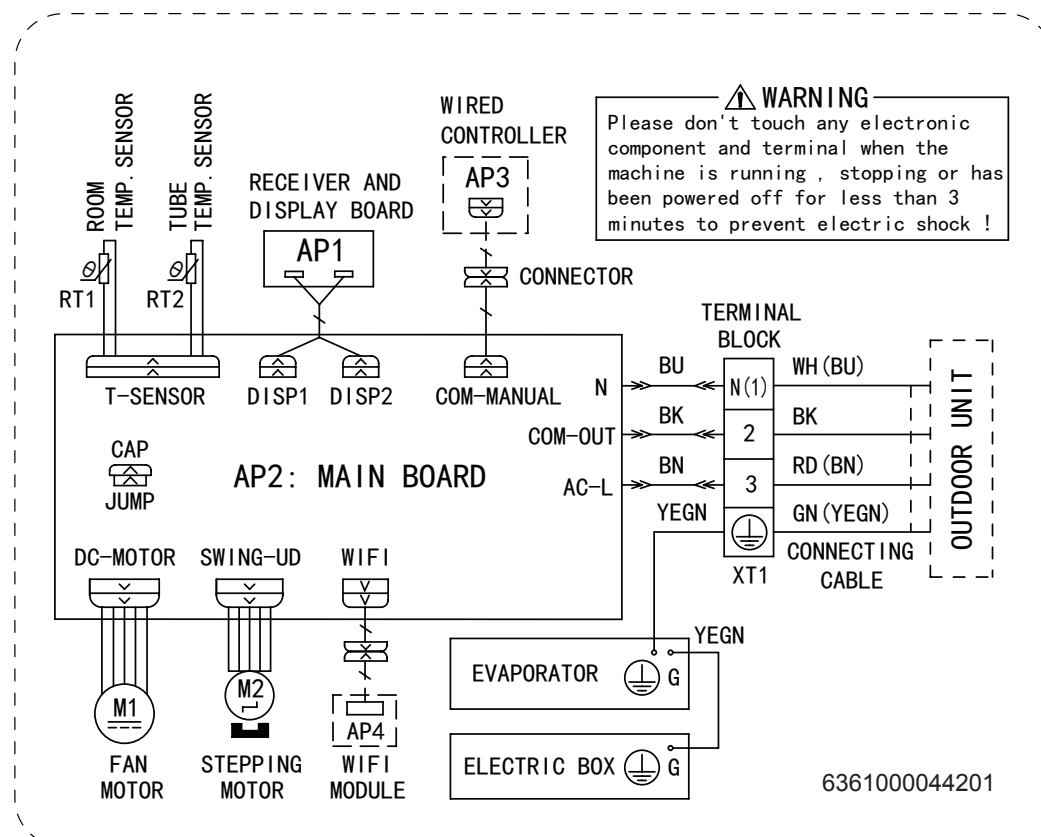 WARNING
Please don't touch any electronic
component and terminal when the
machine is running , stopping or has
been powered off for less than 3
minutes to prevent electric shock !
ROOM
TEMP. SENSOR
TUBE
TEMP. SENSOR
RT1
RT2
RECEIVER AND
DISPLAY BOARD
AP1
WIRED
CONTROLLER
AP3
CONNECTOR
T-SENSOR
DISP1
DISP2
COM-MANUAL
N
COM-OUT
AC-L
CAP
JUMP
AP2: MAIN BOARD
DC-MOTOR
SWING-UD
WIFI
TERMINAL
BLOCK
BU
N(1)
WH(BU)
BK
2
BK
BN
3
RD(BN)
YEGN
GN(YEGN)
XT1
CONNECTING
CABLE
OUTDOOR UNIT
YEGN
EVAPORATOR
G
ELECTRIC BOX
G
M1
FAN
MOTOR
M2
STEPPING
MOTOR
AP4
WIFI
MODULE
6361000044201